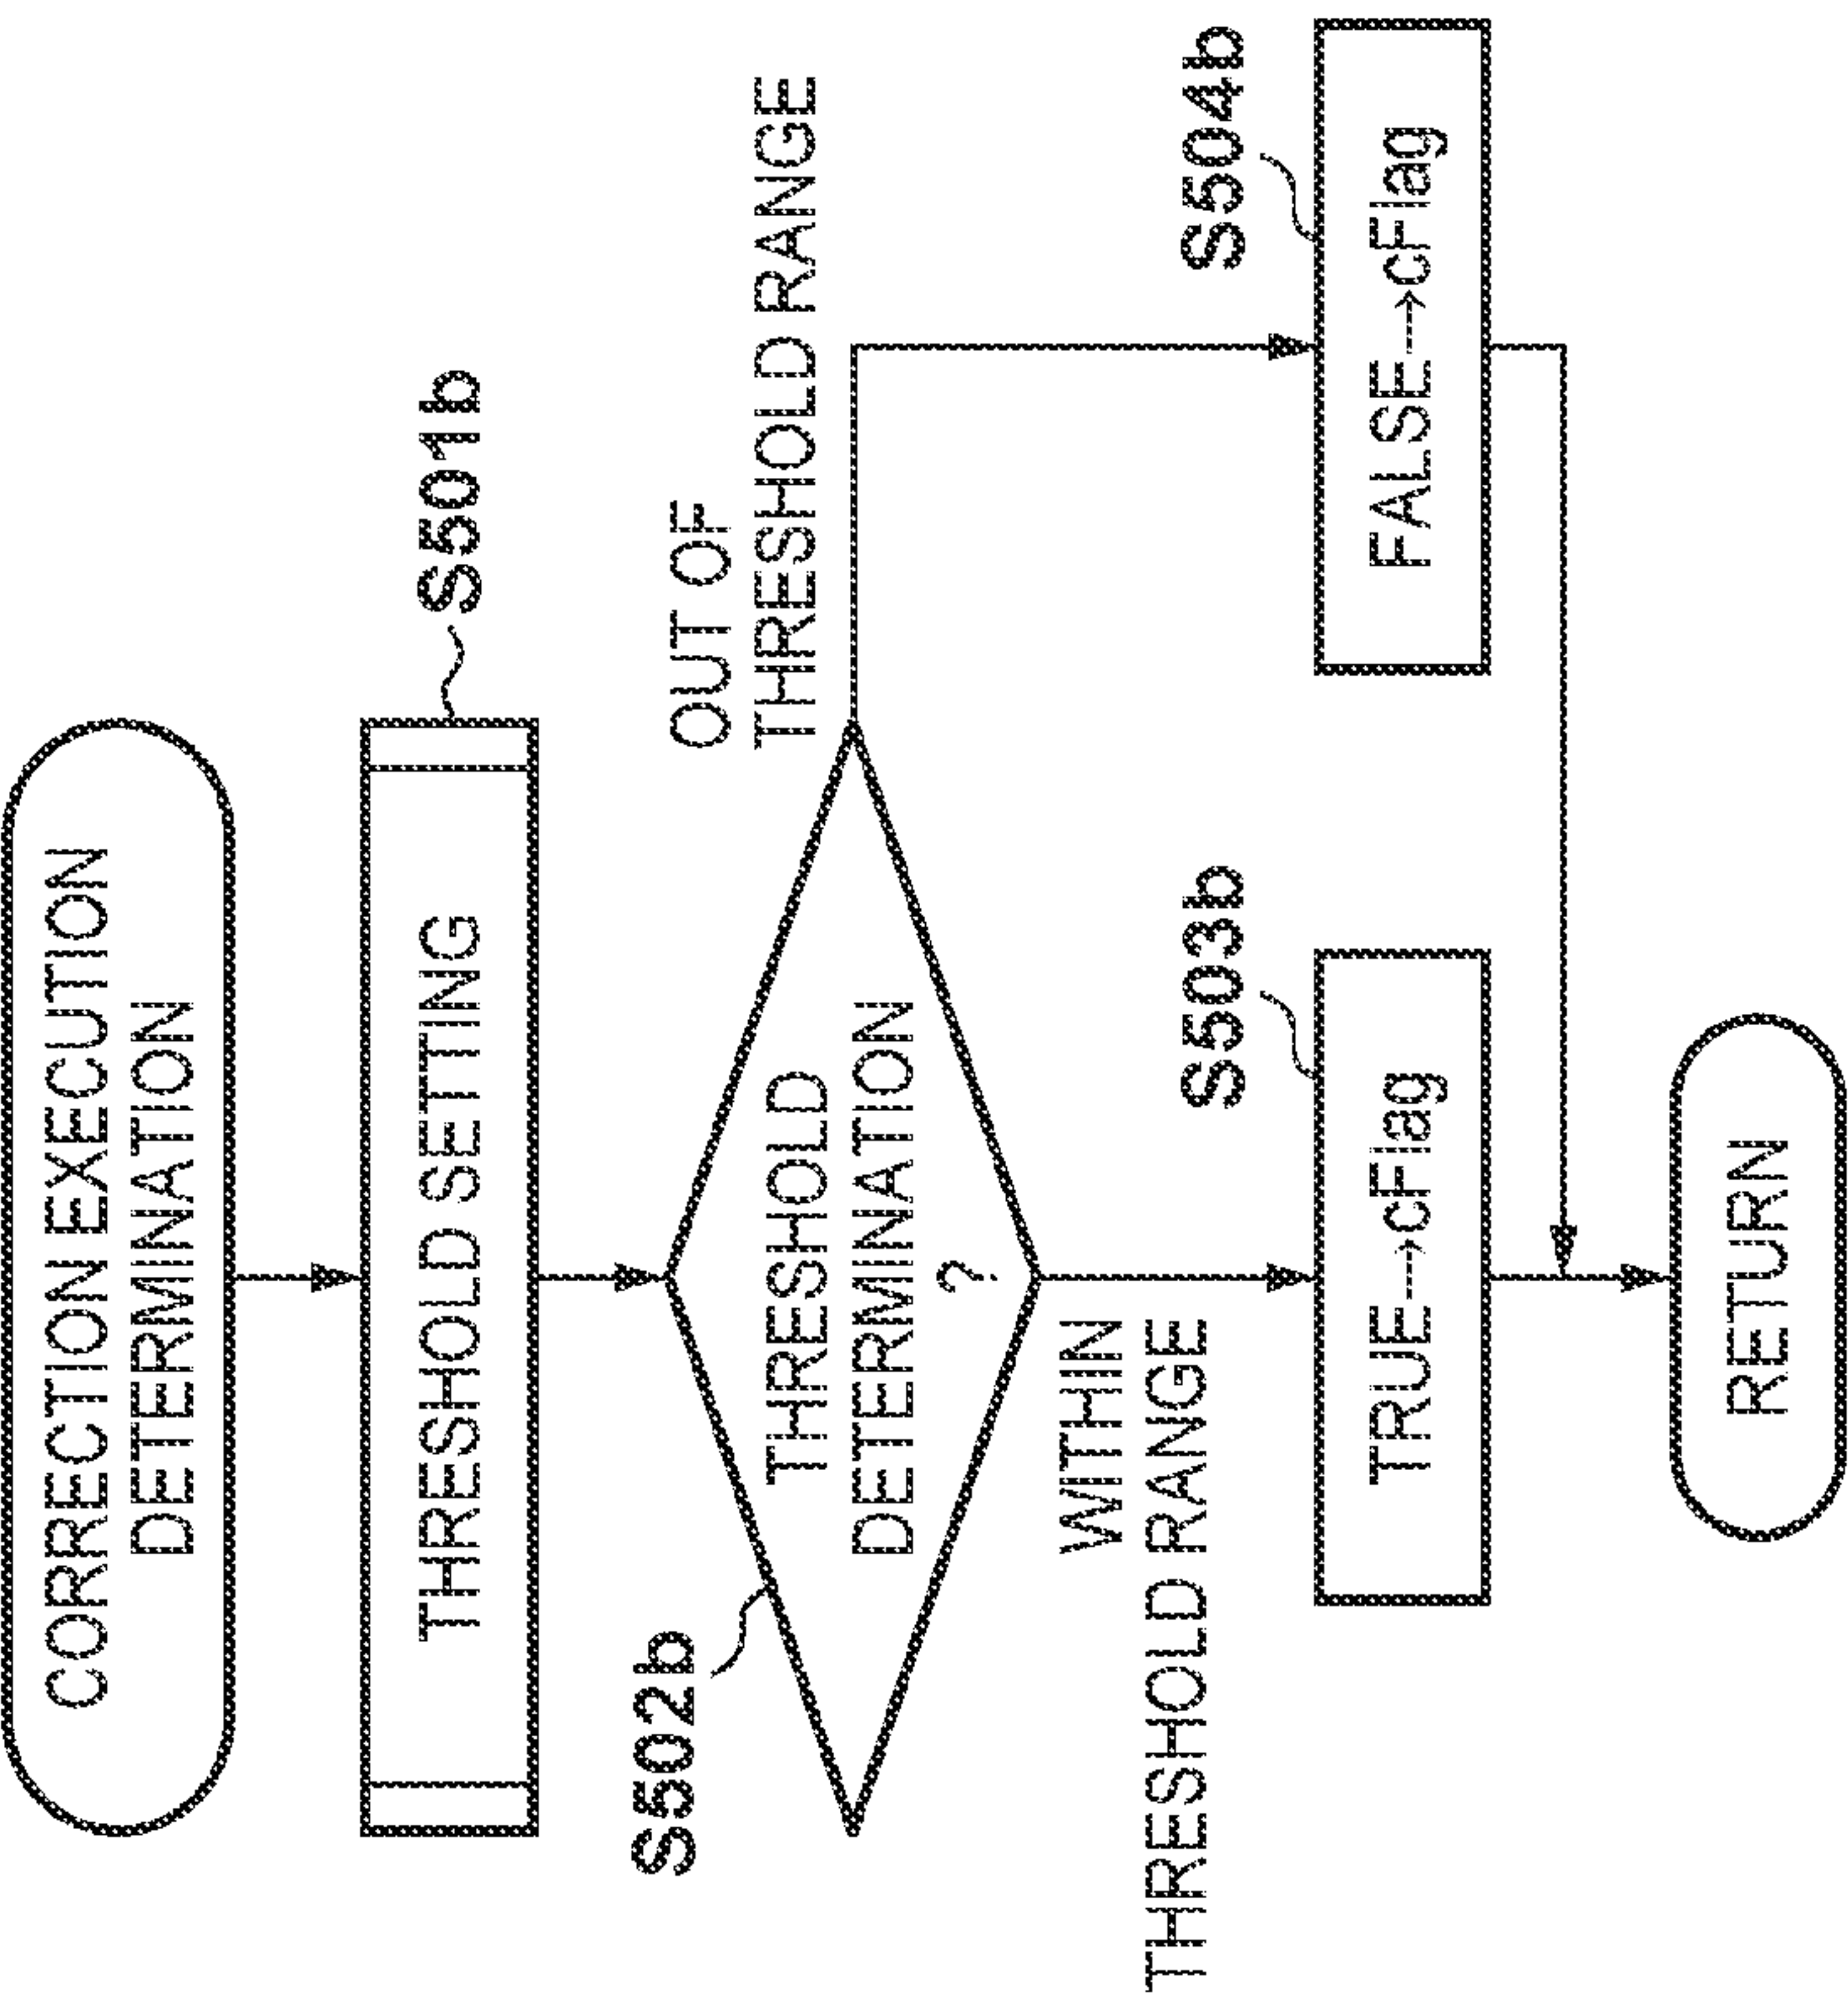 CORRECTION EXECUTION
DETERMINATION
THRESHOLD SETTING
S501b
S502b
THRESHOLD
DETERMINATION
?
OUT OF
THRESHOLD RANGE
WITHIN
THRESHOLD RANGE
S503b
TRUE→cFlag
S504b
FALSE→cFlag
RETURN